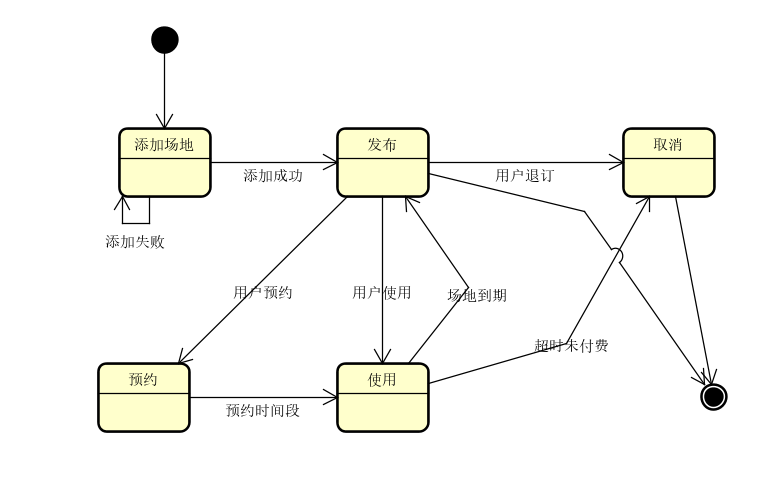 添加场地
发布
取消
添加成功
用户退订
添加失败
用户预约
用户使用
场地到期
超时未付费
预约
使用
预约时间段